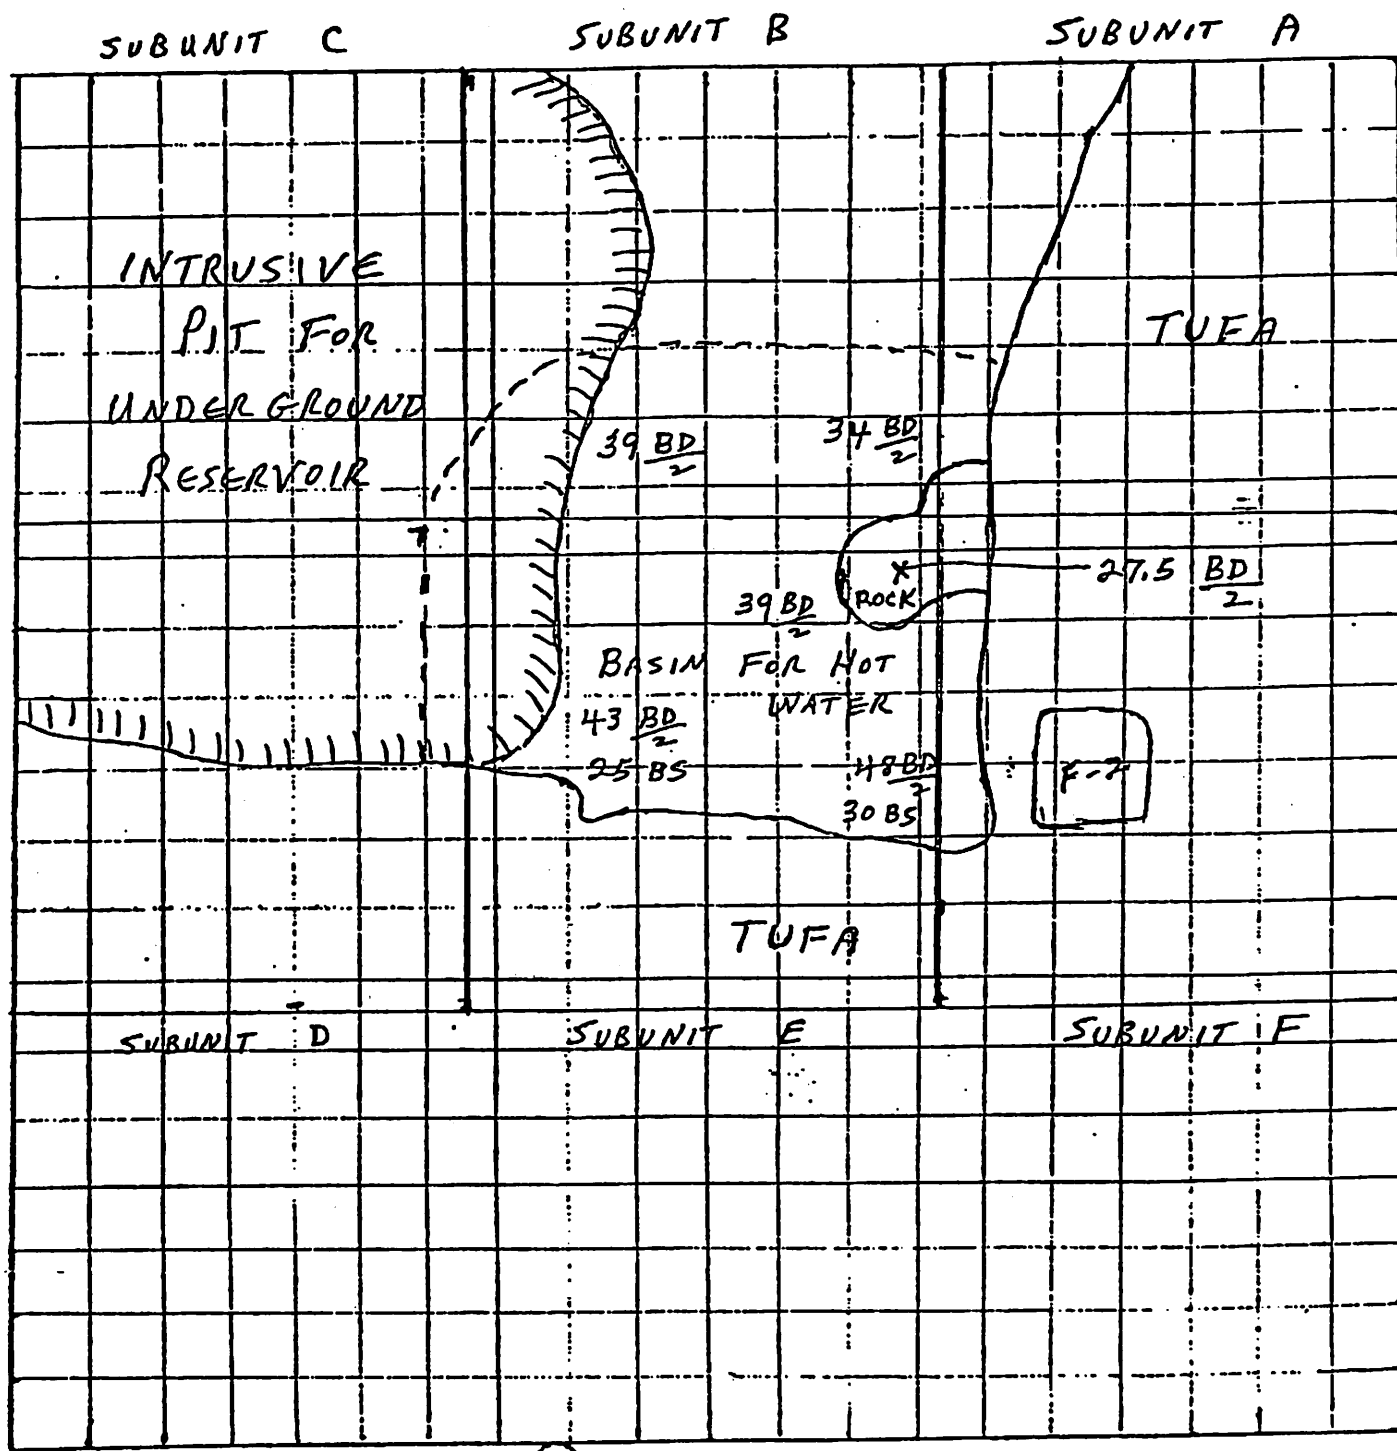 SUBUNIT C
SUBUNIT B
SUBUNIT A
INTRUSIVE
PIT FOR
UNDERGROUND
RESERVOIR
TUFA
39 BD/2
34 BD/2
27.5 BD/2
ROCK
39 BD/2
BASIN FOR HOT
WATER
43 BD/2
25 BS
48 BD/2
30 BS
TUFA
SUBUNIT D
SUBUNIT E
SUBUNIT F